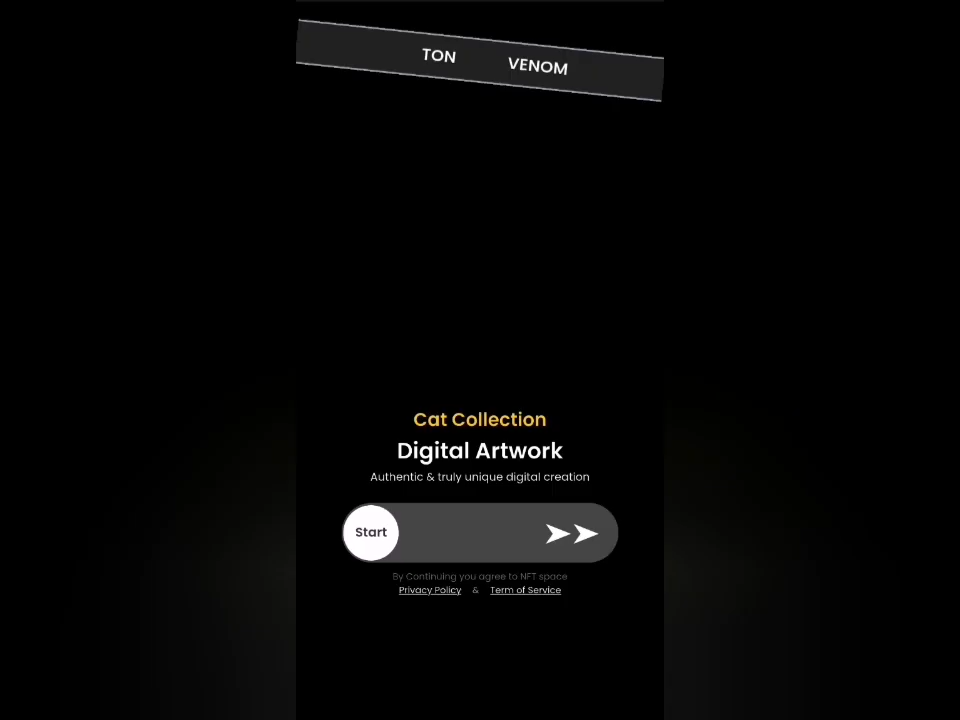 TON VENOM
Cat Collection
Digital Artwork
Authentic & truly unique digital creation
Start
By Continuing you agree to NFT space
Privacy Policy & Term of Service